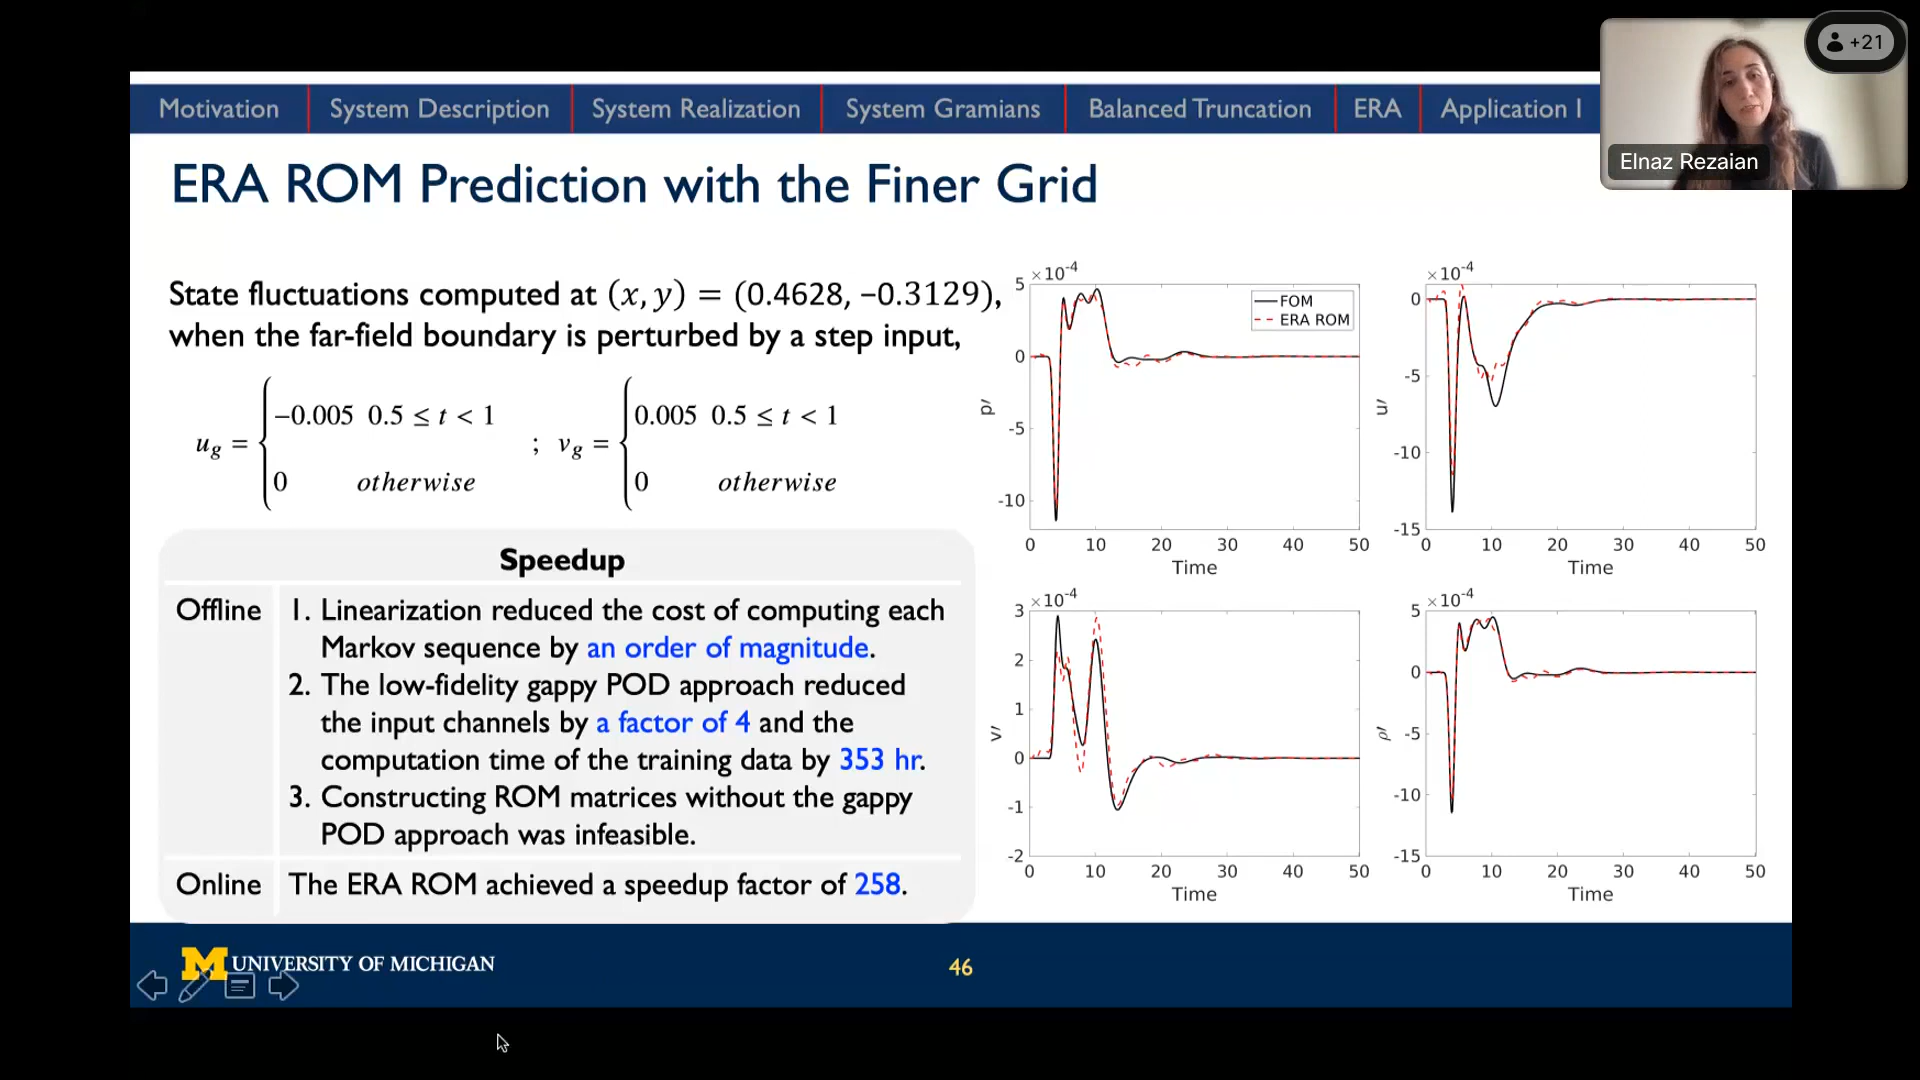 +21
Elnaz Rezaian
Motivation System Description System Realization System Gramians Balanced Truncation ERA Application I
ERA ROM Prediction with the Finer Grid
State fluctuations computed at (x, y) = (0.4628, −0.3129),
when the far-field boundary is perturbed by a step input,
u_g = { −0.005 0.5 ≤ t < 1 ; v_g = { 0.005 0.5 ≤ t < 1
0 otherwise 0 otherwise
Speedup
Offline 1. Linearization reduced the cost of computing each
Markov sequence by an order of magnitude.
2. The low-fidelity gappy POD approach reduced
the input channels by a factor of 4 and the
computation time of the training data by 353 hr.
3. Constructing ROM matrices without the gappy
POD approach was infeasible.
Online The ERA ROM achieved a speedup factor of 258.
×10⁻⁴
5
0
-5
-10
p′
FOM
ERA ROM
0 10 20 30 40 50
Time
×10⁻⁴
0
-5
-10
-15
u′
0 10 20 30 40 50
Time
×10⁻⁴
3
2
1
0
-1
-2
v′
0 10 20 30 40 50
Time
×10⁻⁴
5
0
-5
-10
-15
ρ′
0 10 20 30 40 50
Time
M UNIVERSITY OF MICHIGAN
46